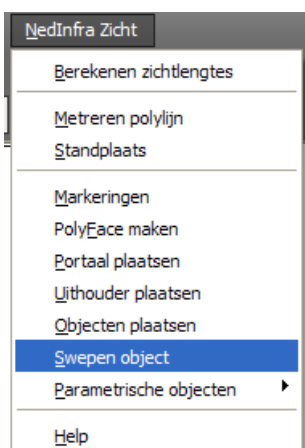 NedInfra Zicht
Berekenen zichtlengtes
Metreren polylijn
Standplaats
Markeringen
PolyEace maken
Portaal plaatsen
Uithouder plaatsen
Objecten plaatsen
Swepen object
Parametrische objecten
Help